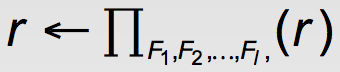 r ← ∏F₁,F₂,…,Fₗ,(r)